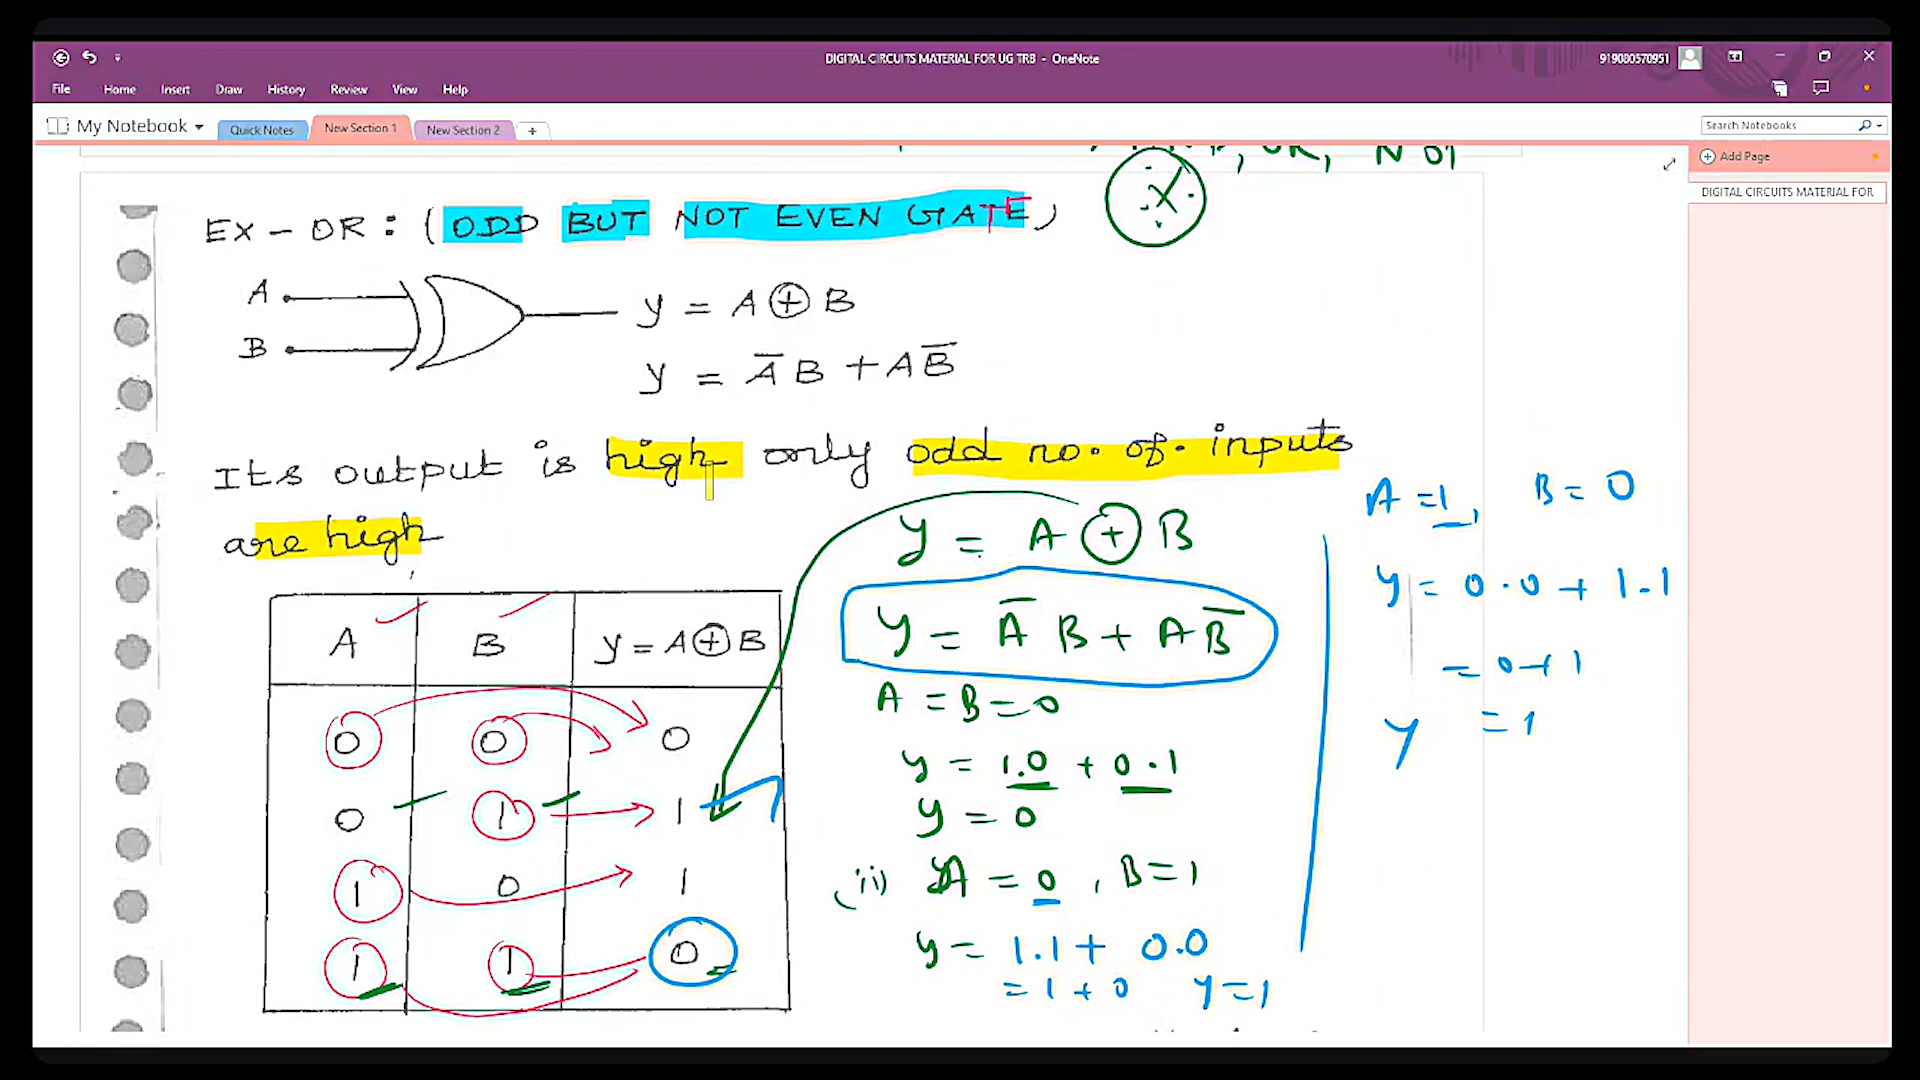 DIGITAL CIRCUITS MATERIAL FOR UG TRB - OneNote
919080570951
File Home Insert Draw History Review View Help
My Notebook
Quick Notes
New Section 1
New Section 2
+
Search Notebooks
Add Page
DIGITAL CIRCUITS MATERIAL FOR
OR, NOT
X
EX-OR: (ODD BUT NOT EVEN GATE)
A
B
y = A ⊕ B
y = A̅ B + A B̅
Its output is high only odd no. of. inputs
are high
A B y = A ⊕ B
0 0 0
0 1 1
1 0 1
1 1 0
y = A ⊕ B
y = A̅ B + A B̅
A = B = 0
y = 1.0 + 0.1
y = 0
(ii) A = 0, B = 1
y = 1.1 + 0.0
= 1 + 0 y = 1
A = 1, B = 0
y = 0.0 + 1.1
= 0 + 1
y = 1